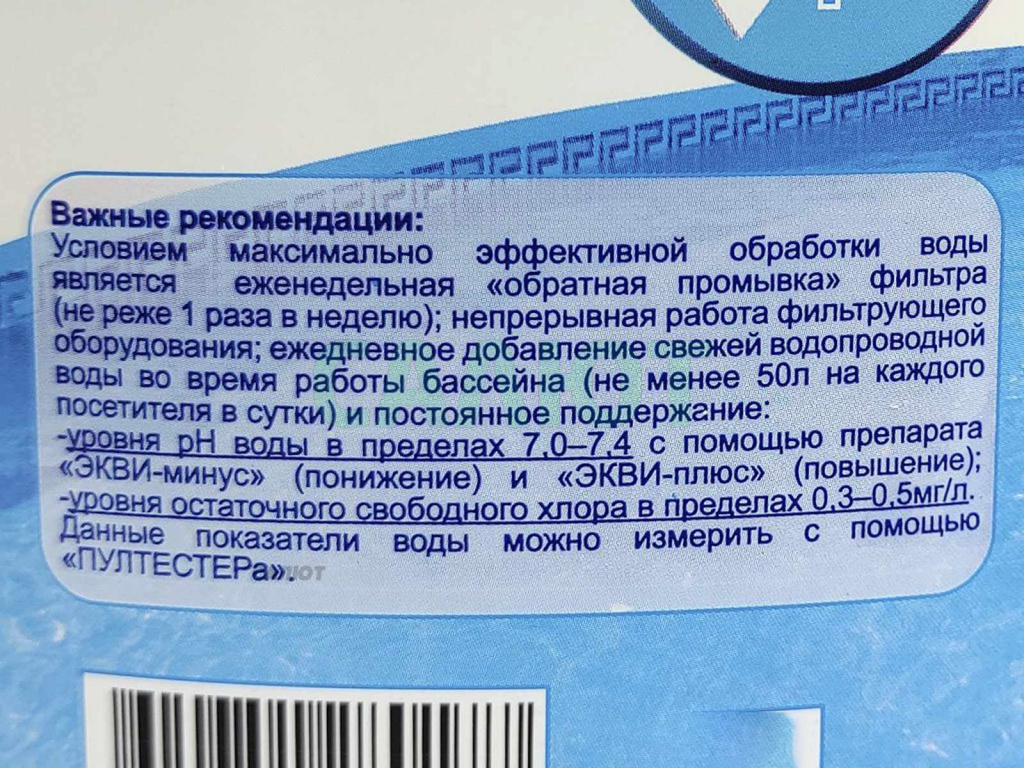 Важные рекомендации:
Условием максимально эффективной обработки воды
является еженедельная «обратная промывка» фильтра
(не реже 1 раза в неделю); непрерывная работа фильтрующего
оборудования; ежедневное добавление свежей водопроводной
воды во время работы бассейна (не менее 50л на каждого
посетителя в сутки) и постоянное поддержание:
-уровня рН воды в пределах 7,0–7,4 с помощью препарата
«ЭКВИ-минус» (понижение) и «ЭКВИ-плюс» (повышение);
-уровня остаточного свободного хлора в пределах 0,3–0,5мг/л.
Данные показатели воды можно измерить с помощью
«ПУЛТЕСТЕРа».